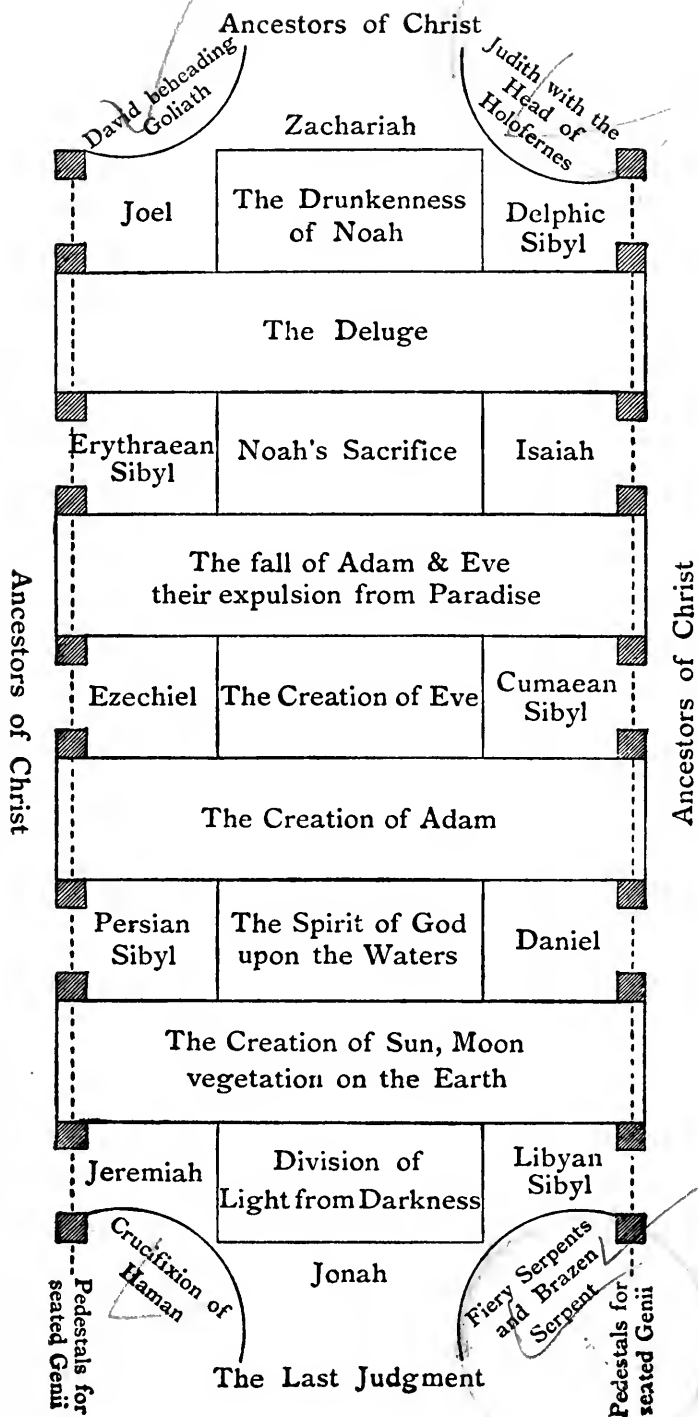 Ancestors of Christ
David beheading
Goliath
Judith with the
Head of
Holofernes
Zachariah
Joel
The Drunkenness
of Noah
Delphic
Sibyl
The Deluge
Erythraean
Sibyl
Noah's Sacrifice
Isaiah
The fall of Adam & Eve
their expulsion from Paradise
Ancestors of Christ
Ancestors of Christ
Ezechiel
The Creation of Eve
Cumaean
Sibyl
The Creation of Adam
Persian
Sibyl
The Spirit of God
upon the Waters
Daniel
The Creation of Sun, Moon
vegetation on the Earth
Jeremiah
Division of
Light from Darkness
Libyan
Sibyl
Crucifixion of
Haman
Jonah
Fiery Serpents
and Brazen
Serpent
Pedestals for
seated Genii
The Last Judgment
Pedestals for
seated Genii